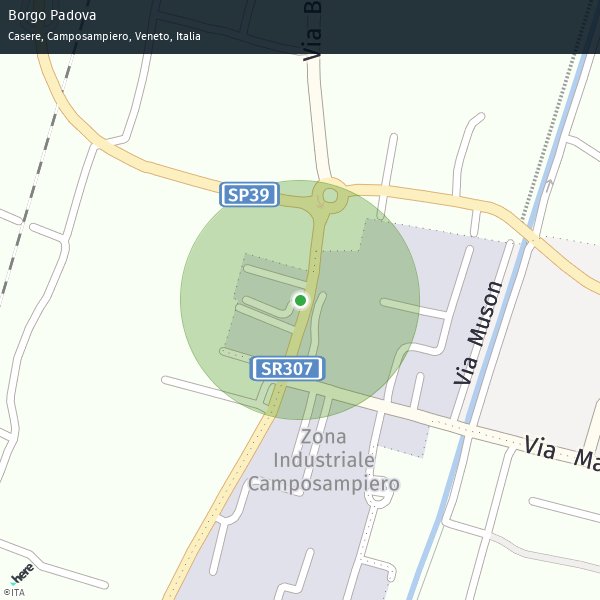 Borgo Padova
Casere, Camposampiero, Veneto, Italia
Via B
SP39
Via Muson
SR307
Zona
Industriale
Camposampiero
Via Ma
here
©ITA